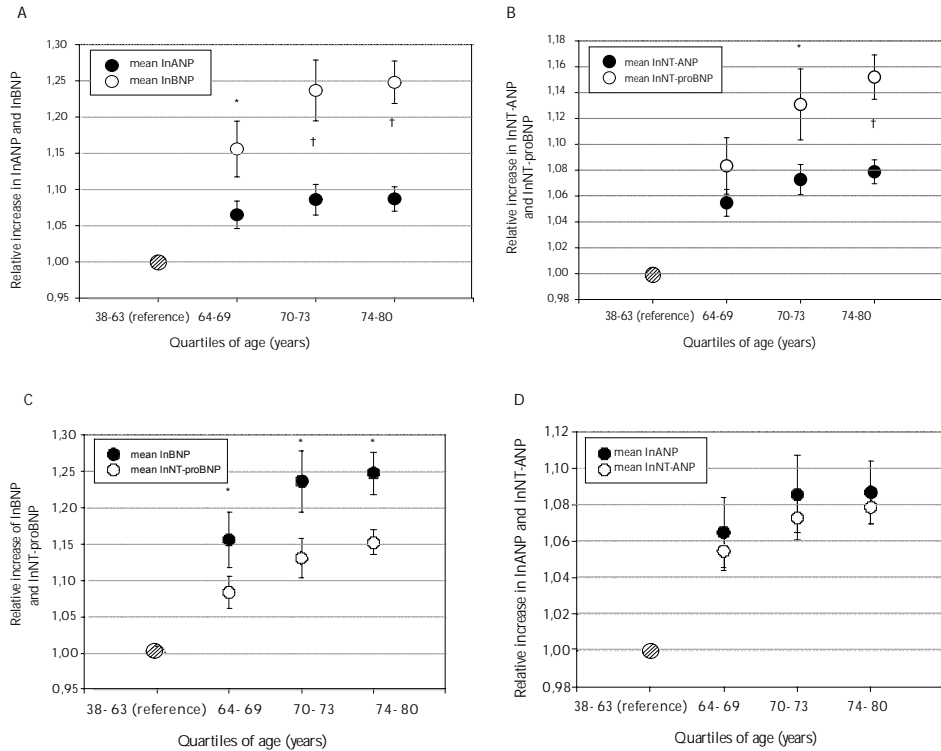 A
Relative increase in lnANP and lnBNP
1,30
1,25
1,20
1,15
1,10
1,05
1,00
0,95
mean lnANP
mean lnBNP
*
†
†
38-63 (reference) 64-69 70-73 74-80
Quartiles of age (years)
B
Relative increase in lnNT-ANP
and lnNT-proBNP
1,18
1,16
1,14
1,12
1,10
1,08
1,06
1,04
1,02
1,00
0,98
mean lnNT-ANP
mean lnNT-proBNP
*
†
38-63 (reference) 64-69 70-73 74-80
Quartiles of age (years)
C
Relative increase of lnBNP
and lnNT-proBNP
1,30
1,25
1,20
1,15
1,10
1,05
1,00
0,95
mean lnBNP
mean lnNT-proBNP
*
*
*
38- 63 (reference) 64- 69 70- 73 74- 80
Quartiles of age (years)
D
Relative increase in lnANP and lnNT-ANP
1,12
1,10
1,08
1,06
1,04
1,02
1,00
0,98
mean lnANP
mean lnNT-ANP
38- 63 (reference) 64- 69 70- 73 74- 80
Quartiles of age (years)